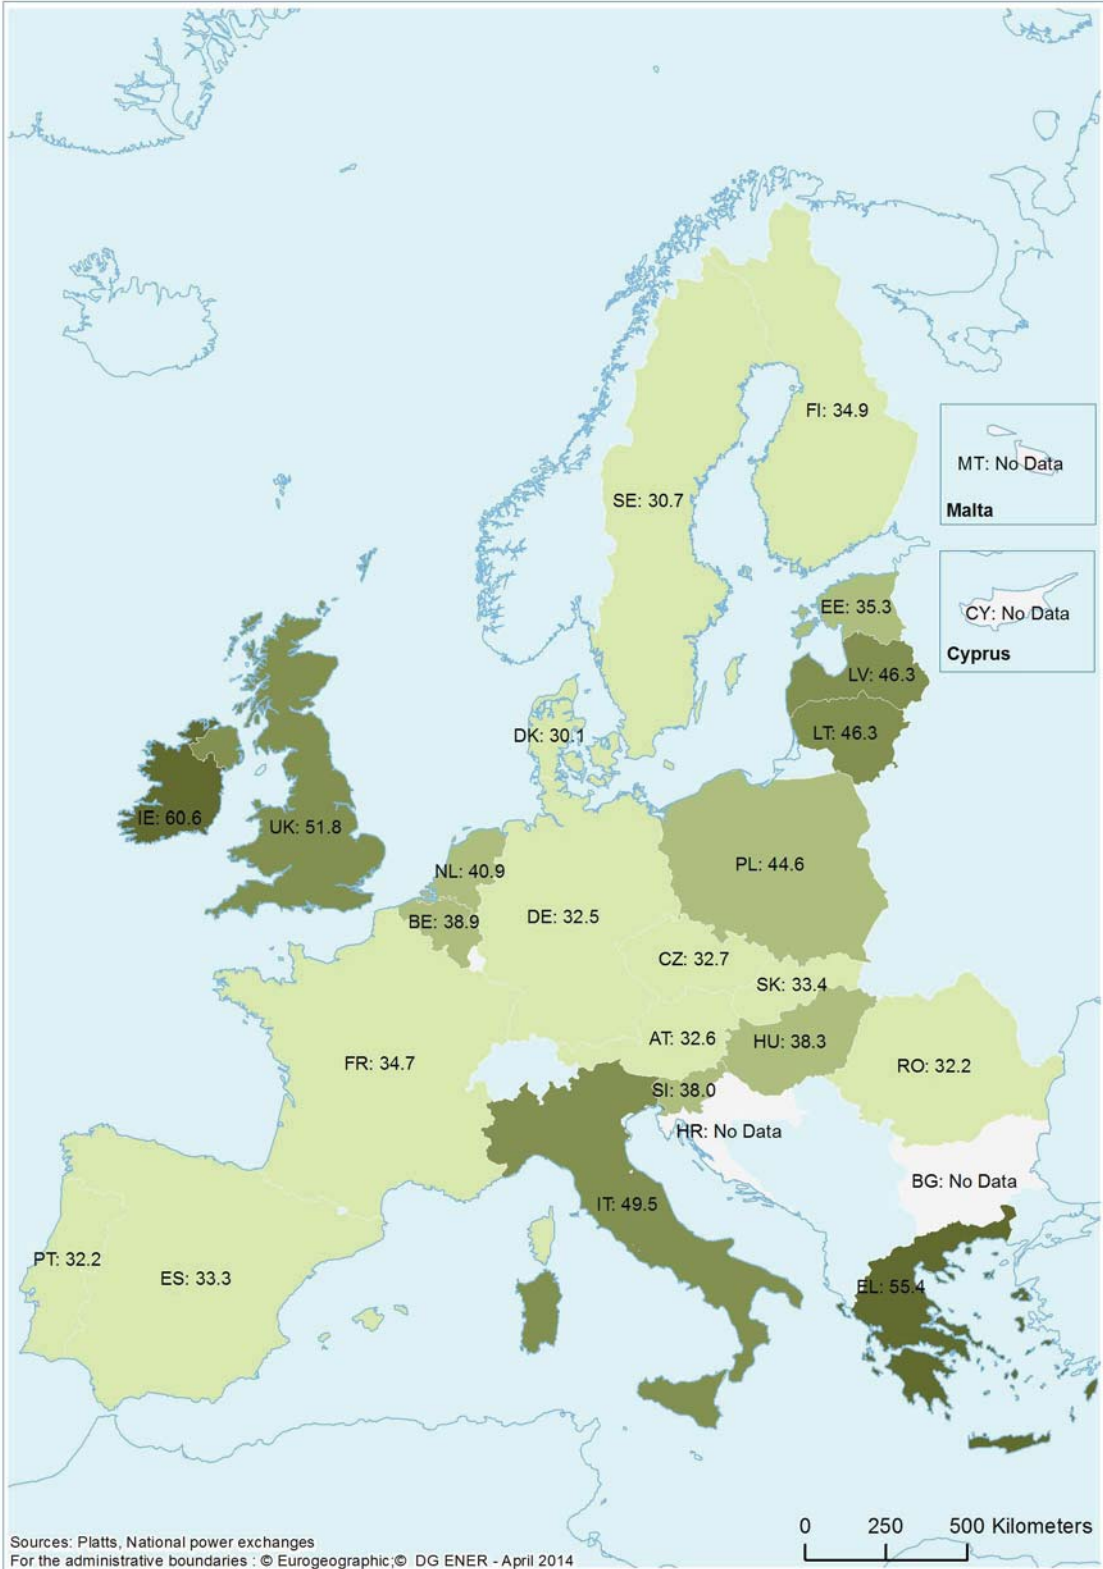 FI: 34.9
MT: No Data
Malta
SE: 30.7
EE: 35.3
CY: No Data
Cyprus
LV: 46.3
LT: 46.3
DK: 30.1
IE: 60.6
UK: 51.8
NL: 40.9
PL: 44.6
BE: 38.9
DE: 32.5
CZ: 32.7
SK: 33.4
AT: 32.6
HU: 38.3
FR: 34.7
RO: 32.2
SI: 38.0
HR: No Data
BG: No Data
IT: 49.5
PT: 32.2
ES: 33.3
EL: 55.4
0 250 500 Kilometers
Sources: Platts, National power exchanges
For the administrative boundaries : © Eurogeographic;© DG ENER - April 2014